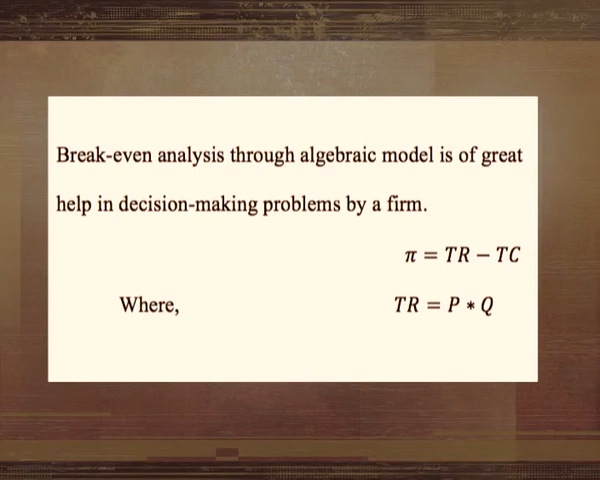 Break-even analysis through algebraic model is of great
help in decision-making problems by a firm.
π = TR − TC
Where, TR = P * Q